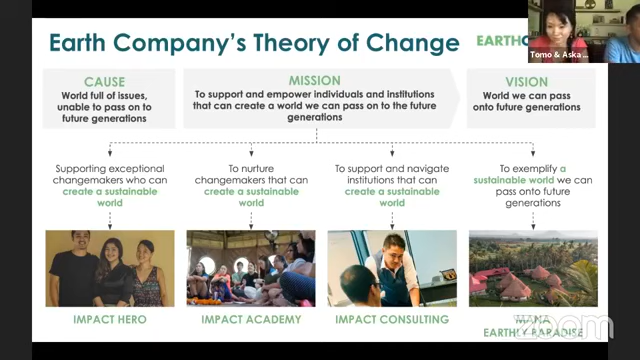 Earth Company's Theory of Change
EARTHC
Tomo & Aska ...
CAUSE
World full of issues,
unable to pass on to
future generations
MISSION
To support and empower individuals and institutions
that can create a world we can pass on to the future
generations
VISION
World we can pass
onto future generations
Supporting exceptional
changemakers who can
create a sustainable
world
To nurture
changemakers that can
create a sustainable
world
To support and navigate
institutions that can
create a sustainable
world
To exemplify a
sustainable world we can
pass onto future
generations
IMPACT HERO
IMPACT ACADEMY
IMPACT CONSULTING
MANA
EARTHLY PARADISE
zoom